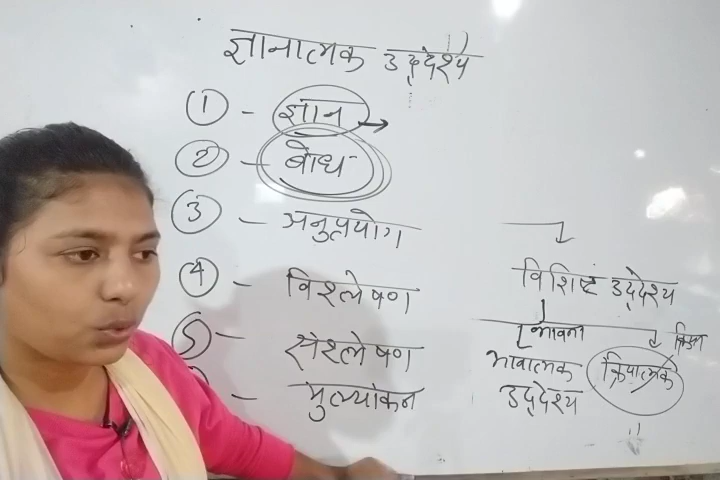 ज्ञानात्मक उद्देश्य
① - ज्ञान →
② - बोध
③ - अनुप्रयोग
④ - विश्लेषण
⑤ - संश्लेषण
- मुल्यांकन
विशिष्ट उद्देश्य
भावना
भावात्मक क्रियात्मक
उद्देश्य